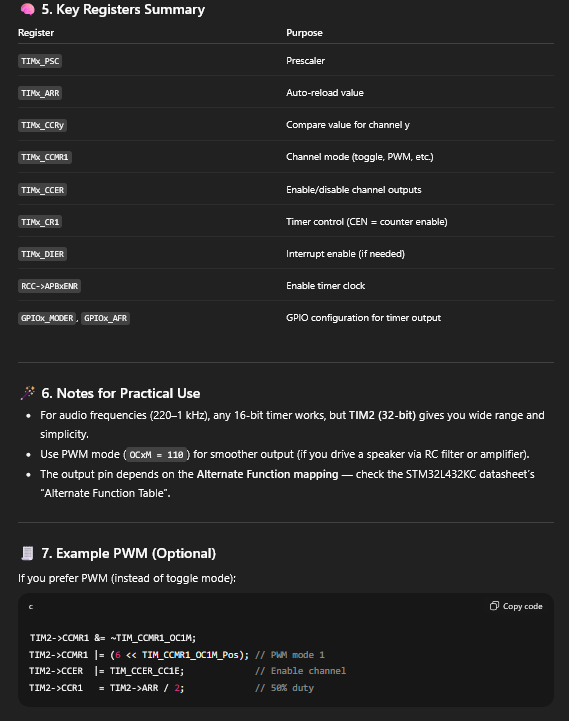 🧠 5. Key Registers Summary
Register Purpose
TIMx_PSC Prescaler
TIMx_ARR Auto-reload value
TIMx_CCRy Compare value for channel y
TIMx_CCMR1 Channel mode (toggle, PWM, etc.)
TIMx_CCER Enable/disable channel outputs
TIMx_CR1 Timer control (CEN = counter enable)
TIMx_DIER Interrupt enable (if needed)
RCC->APBxENR Enable timer clock
GPIOx_MODER, GPIOx_AFR GPIO configuration for timer output
🪄 6. Notes for Practical Use
• For audio frequencies (220–1 kHz), any 16-bit timer works, but TIM2 (32-bit) gives you wide range and
simplicity.
• Use PWM mode (OCxM = 110) for smoother output (if you drive a speaker via RC filter or amplifier).
• The output pin depends on the Alternate Function mapping — check the STM32L432KC datasheet's
"Alternate Function Table".
🧾 7. Example PWM (Optional)
If you prefer PWM (instead of toggle mode):
c Copy code
TIM2->CCMR1 &= ~TIM_CCMR1_OC1M;
TIM2->CCMR1 |= (6 << TIM_CCMR1_OC1M_Pos); // PWM mode 1
TIM2->CCER |= TIM_CCER_CC1E; // Enable channel
TIM2->CCR1 = TIM2->ARR / 2; // 50% duty